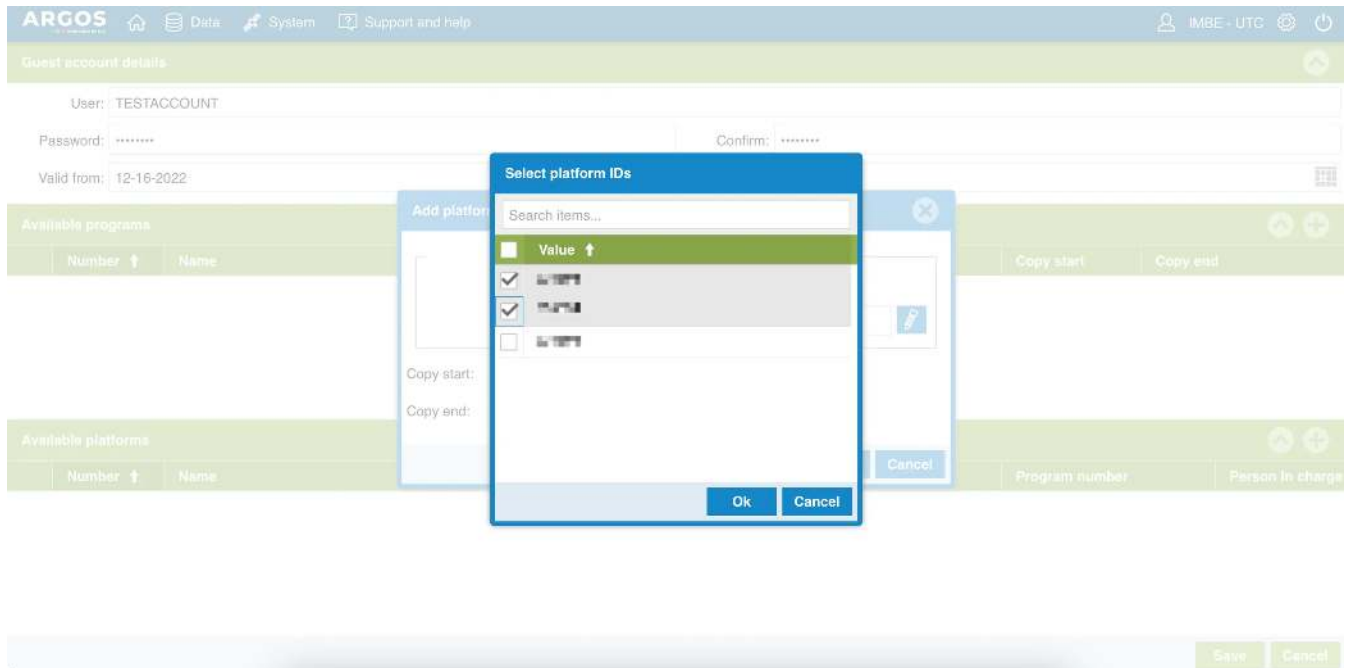 ARGOS Data System Support and help IMBE - UTC
Guest account details
User: TESTACCOUNT
Password: •••••••• Confirm: ••••••••
Valid from: 12-16-2022
Select platform IDs
Add platfor
Search items...
Available programs
Value ↑
Number ↑ Name Copy start Copy end
Copy start:
Copy end:
Available platforms
Cancel
Number ↑ Name Program number Person in charge
Ok Cancel
Save Cancel